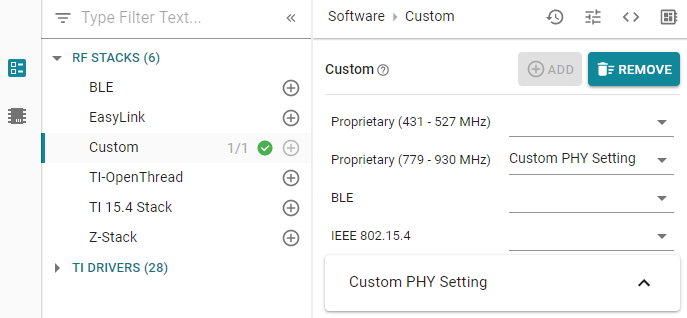 Type Filter Text...
«
RF STACKS (6)
BLE
EasyLink
Custom 1/1
TI-OpenThread
TI 15.4 Stack
Z-Stack
TI DRIVERS (28)
Software > Custom
<>
Custom ?
ADD
REMOVE
Proprietary (431 - 527 MHz)
Proprietary (779 - 930 MHz) Custom PHY Setting
BLE
IEEE 802.15.4
Custom PHY Setting